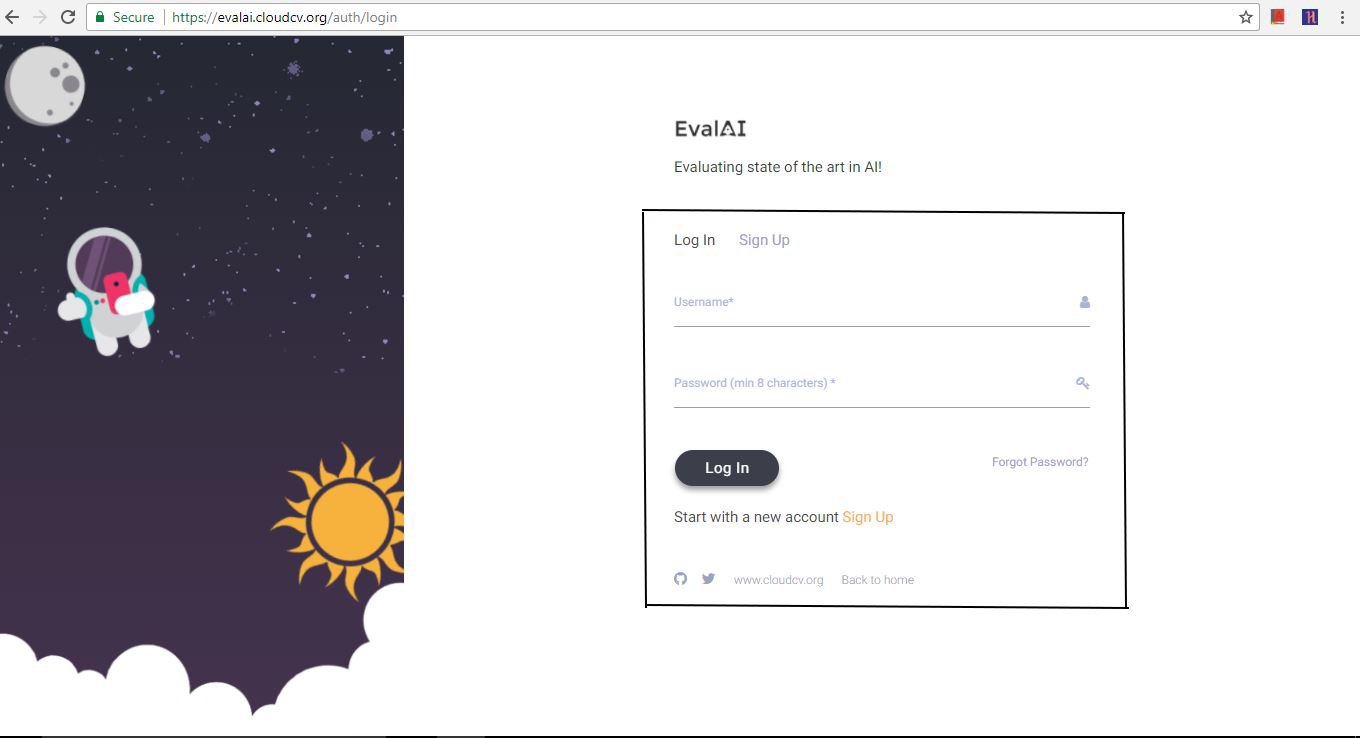 Secure https://evalai.cloudcv.org/auth/login
EvalAI
Evaluating state of the art in AI!
Log In Sign Up
Username*
Password (min 8 characters) *
Log In Forgot Password?
Start with a new account Sign Up
www.cloudcv.org Back to home